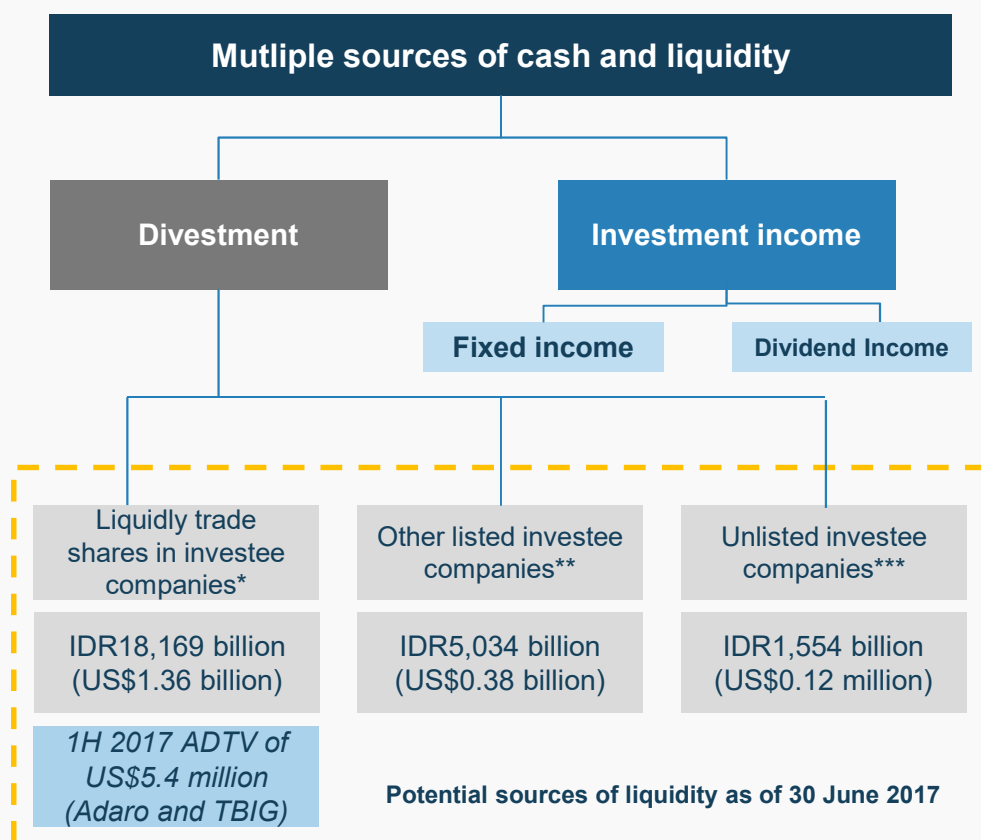 Mutliple sources of cash and liquidity
Divestment
Investment income
Fixed income
Dividend Income
Liquidly trade
shares in investee
companies*
Other listed investee
companies**
Unlisted investee
companies***
IDR18,169 billion
(US$1.36 billion)
IDR5,034 billion
(US$0.38 billion)
IDR1,554 billion
(US$0.12 million)
1H 2017 ADTV of
US$5.4 million
(Adaro and TBIG)
Potential sources of liquidity as of 30 June 2017